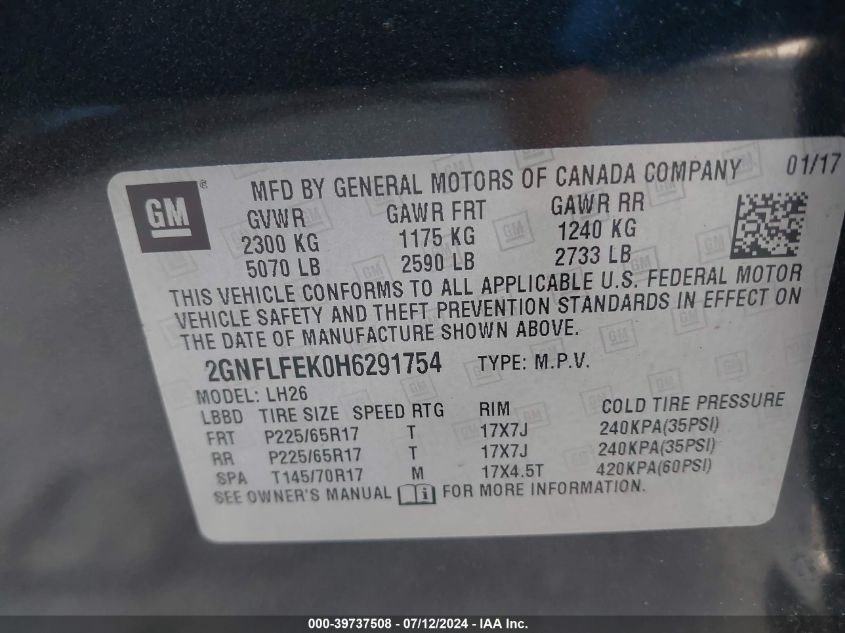 GM ® MFD BY GENERAL MOTORS OF CANADA COMPANY 01/17
GVWR GAWR FRT GAWR RR
2300 KG 1175 KG 1240 KG
5070 LB 2590 LB 2733 LB
THIS VEHICLE CONFORMS TO ALL APPLICABLE U.S. FEDERAL MOTOR
VEHICLE SAFETY AND THEFT PREVENTION STANDARDS IN EFFECT ON
THE DATE OF MANUFACTURE SHOWN ABOVE.
2GNFLFEK0H6291754 TYPE: M.P.V.
MODEL: LH26
LBBD TIRE SIZE SPEED RTG RIM COLD TIRE PRESSURE
FRT P225/65R17 T 17X7J 240KPA(35PSI)
RR P225/65R17 T 17X7J 240KPA(35PSI)
SPA T145/70R17 M 17X4.5T 420KPA(60PSI)
SEE OWNER'S MANUAL FOR MORE INFORMATION.
000-39737508 - 07/12/2024 - IAA Inc.